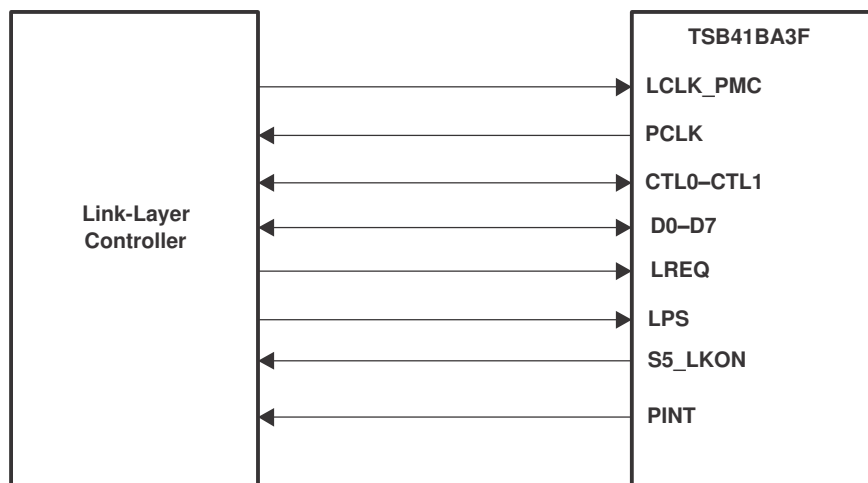 TSB41BA3F
LCLK_PMC
PCLK
CTL0–CTL1
Link-Layer
Controller
D0–D7
LREQ
LPS
S5_LKON
PINT